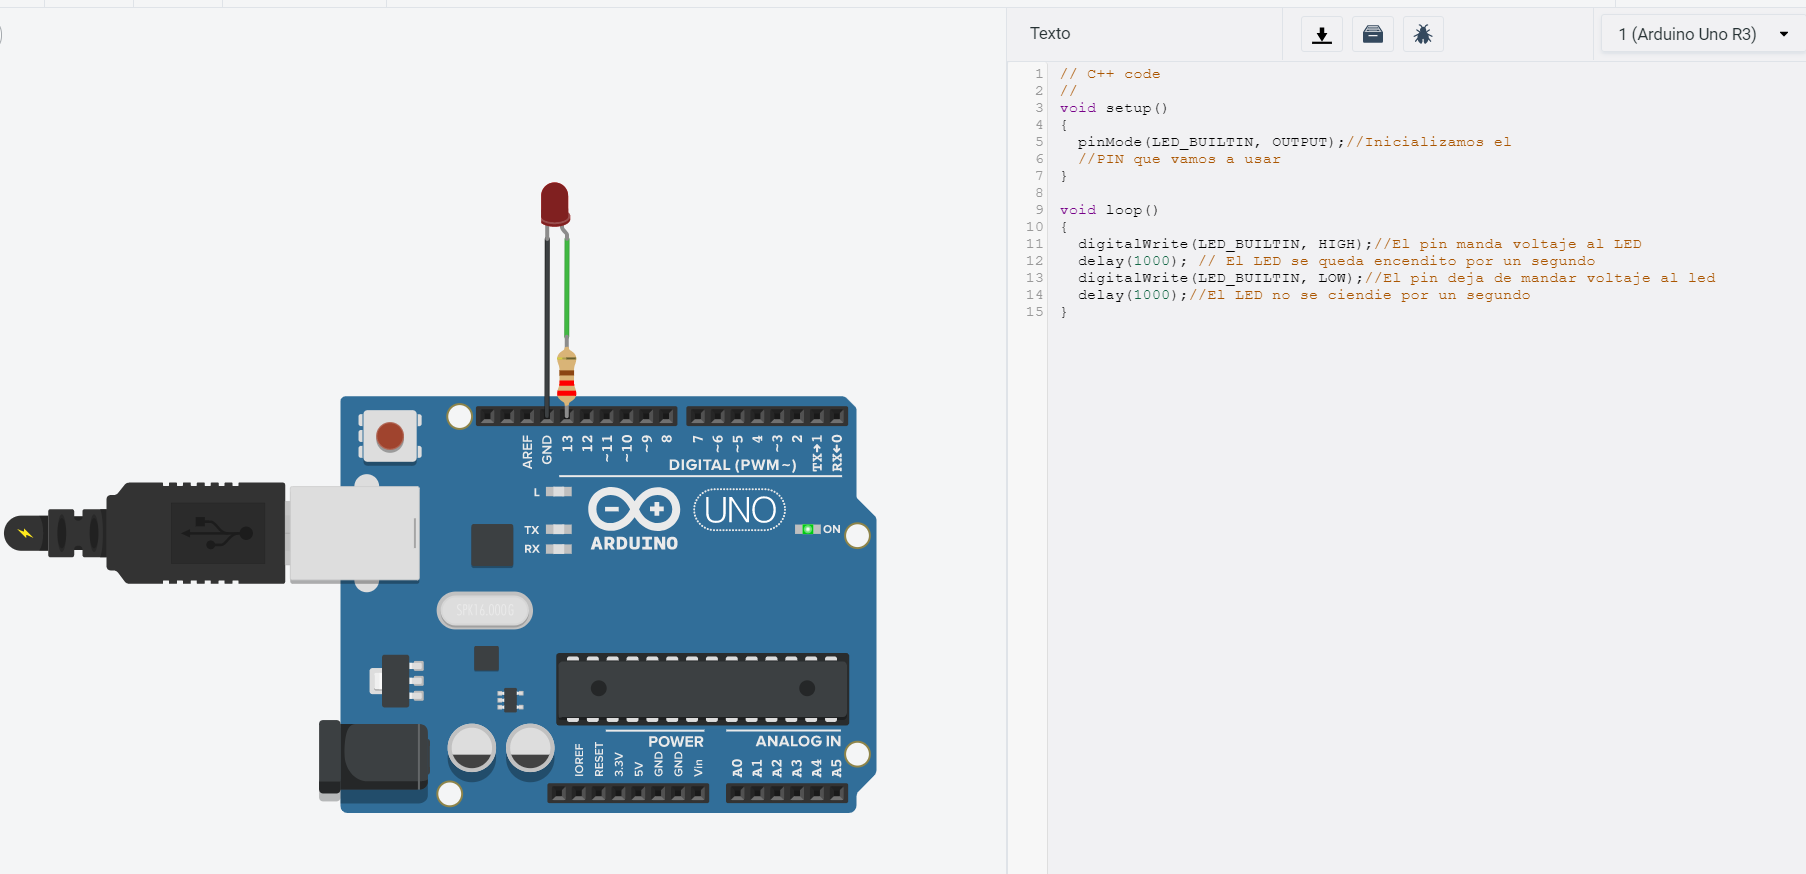 Texto
1 (Arduino Uno R3)
1 // C++ code
2 //
3 void setup()
4 {
5 pinMode(LED_BUILTIN, OUTPUT);//Inicializamos el
6 //PIN que vamos a usar
7 }
8
9 void loop()
10 {
11 digitalWrite(LED_BUILTIN, HIGH);//El pin manda voltaje al LED
12 delay(1000); // El LED se queda encendito por un segundo
13 digitalWrite(LED_BUILTIN, LOW);//El pin deja de mandar voltaje al led
14 delay(1000);//El LED no se ciendie por un segundo
15 }
AREF GND 13 12 ~11 ~10 ~9 8 7 ~6 ~5 4 ~3 2 TX→1 RX←0
DIGITAL (PWM~)
L
TX
RX
ARDUINO
UNO
ON
SPK16.000G
POWER
ANALOG IN
IOREF RESET 3.3V 5V GND GND Vin A0 A1 A2 A3 A4 A5